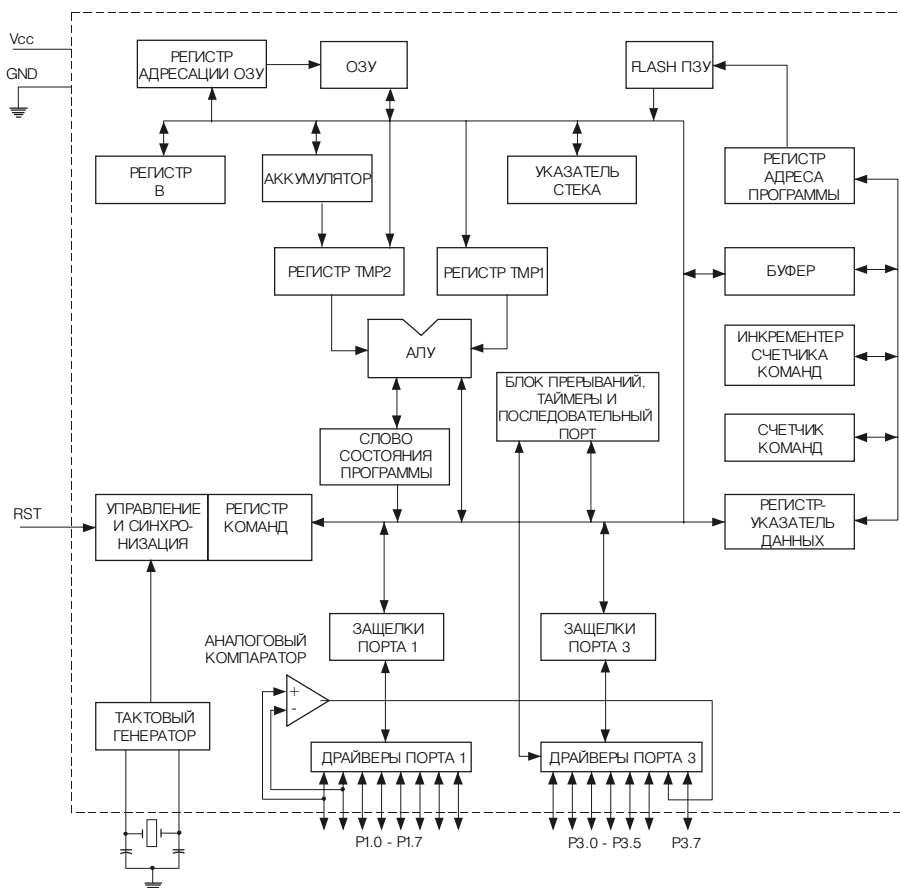 Vcc
GND
РЕГИСТР
АДРЕСАЦИИ ОЗУ
ОЗУ
FLASH ПЗУ
РЕГИСТР
В
АККУМУЛЯТОР
УКАЗАТЕЛЬ
СТЕКА
РЕГИСТР
АДРЕСА
ПРОГРАММЫ
РЕГИСТР TMP2
РЕГИСТР TMP1
БУФЕР
АЛУ
ИНКРЕМЕНТЕР
СЧЕТЧИКА
КОМАНД
БЛОК ПРЕРЫВАНИЙ,
ТАЙМЕРЫ И
ПОСЛЕДОВАТЕЛЬНЫЙ
ПОРТ
СЛОВО
СОСТОЯНИЯ
ПРОГРАММЫ
СЧЕТЧИК
КОМАНД
RST
УПРАВЛЕНИЕ
И СИНХРО-
НИЗАЦИЯ
РЕГИСТР
КОМАНД
РЕГИСТР-
УКАЗАТЕЛЬ
ДАННЫХ
АНАЛОГОВЫЙ
КОМПАРАТОР
ЗАЩЕЛКИ
ПОРТА 1
ЗАЩЕЛКИ
ПОРТА 3
+
-
ТАКТОВЫЙ
ГЕНЕРАТОР
ДРАЙВЕРЫ ПОРТА 1
ДРАЙВЕРЫ ПОРТА 3
P1.0 - P1.7
P3.0 - P3.5
P3.7